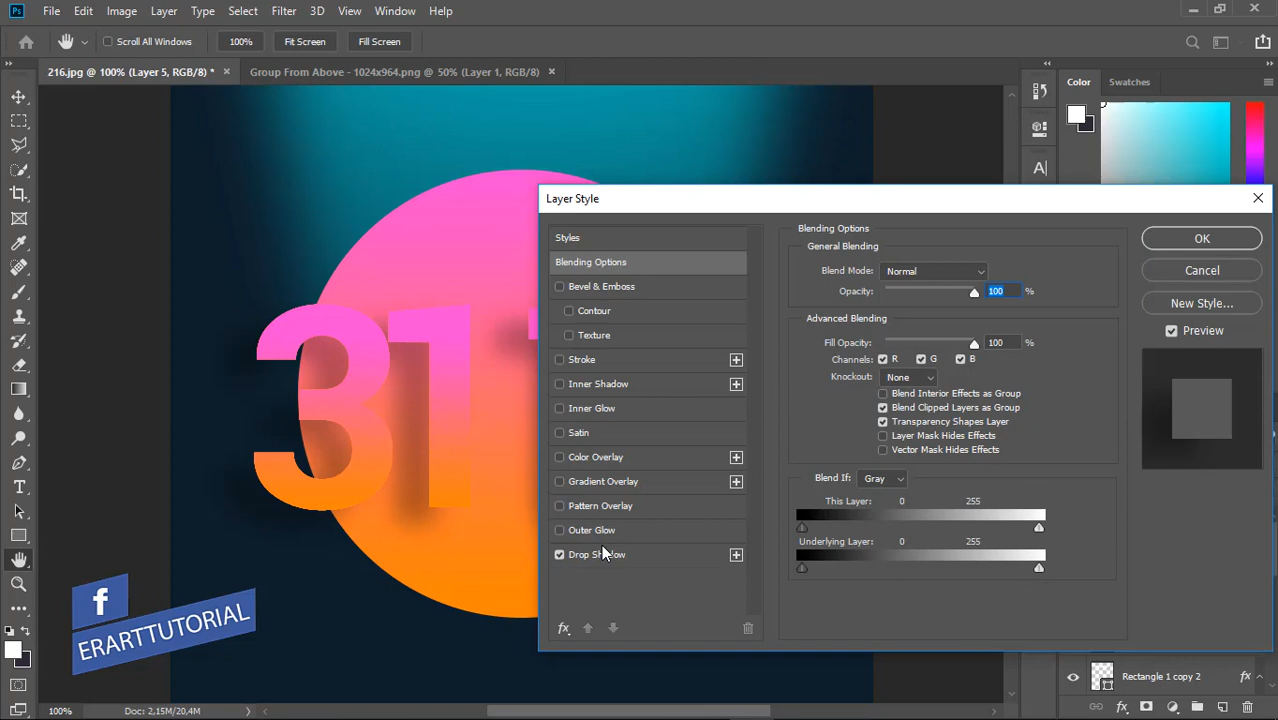 Ps File Edit Image Layer Type Select Filter 3D View Window Help
Scroll All Windows 100% Fit Screen Fill Screen
216.jpg @ 100% (Layer 5, RGB/8) * × Group From Above - 1024x964.png @ 50% (Layer 1, RGB/8) ×
Color Swatches
31
f
ERARTTUTORIAL
Layer Style
Styles
Blending Options
Bevel & Emboss
Contour
Texture
Stroke
Inner Shadow
Inner Glow
Satin
Color Overlay
Gradient Overlay
Pattern Overlay
Outer Glow
Drop Shadow
fx
Blending Options
General Blending
Blend Mode: Normal
Opacity: 100 %
Advanced Blending
Fill Opacity: 100 %
Channels: R G B
Knockout: None
Blend Interior Effects as Group
Blend Clipped Layers as Group
Transparency Shapes Layer
Layer Mask Hides Effects
Vector Mask Hides Effects
Blend If: Gray
This Layer: 0 255
Underlying Layer: 0 255
OK
Cancel
New Style...
Preview
Rectangle 1 copy 2 fx
fx
100% Doc: 2,15M/20,4M